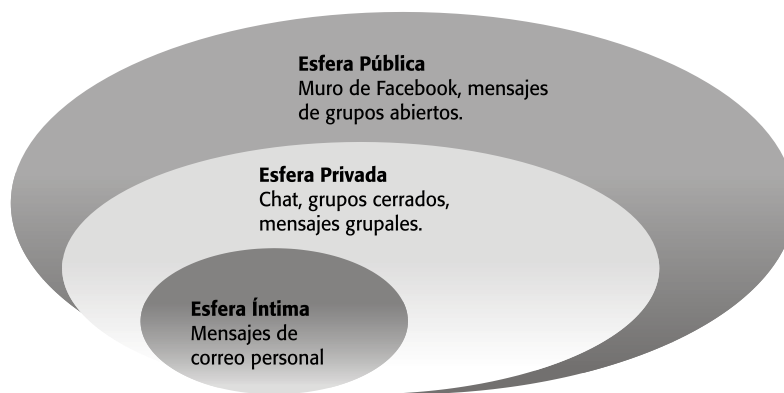 Esfera Pública
Muro de Facebook, mensajes
de grupos abiertos.
Esfera Privada
Chat, grupos cerrados,
mensajes grupales.
Esfera Íntima
Mensajes de
correo personal